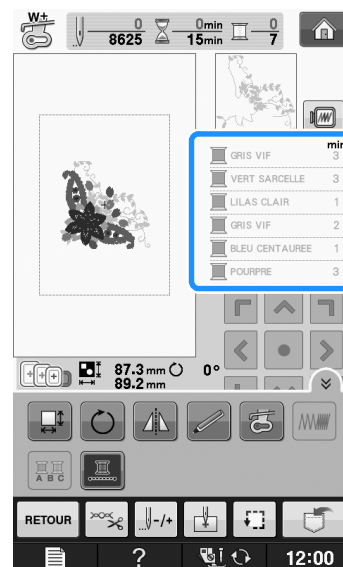 W+
0 0min 0
8625 15min 7
min
GRIS VIF 3
VERT SARCELLE 3
LILAS CLAIR 1
GRIS VIF 2
BLEU CENTAUREE 1
POURPRE 3
87.3 mm 0°
89.2 mm
A B C
RETOUR -/+
? i 12:00